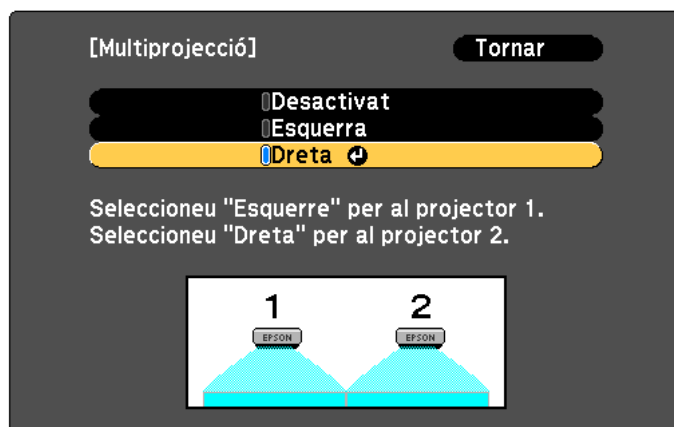 [Multiprojecció] Tornar
Desactivat
Esquerra
Dreta
Seleccioneu "Esquerre" per al projector 1.
Seleccioneu "Dreta" per al projector 2.
1 2
EPSON EPSON